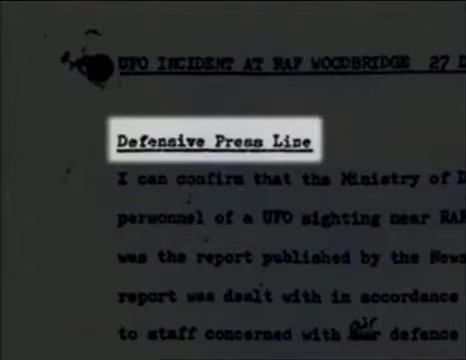 UFO INCIDENT AT RAF WOODBRIDGE 27 D
Defensive Press Line
I can confirm that the Ministry of D
personnel of a UFO sighting near RAF
was the report published by the News
report was dealt with in accordance
to staff concerned with air defence